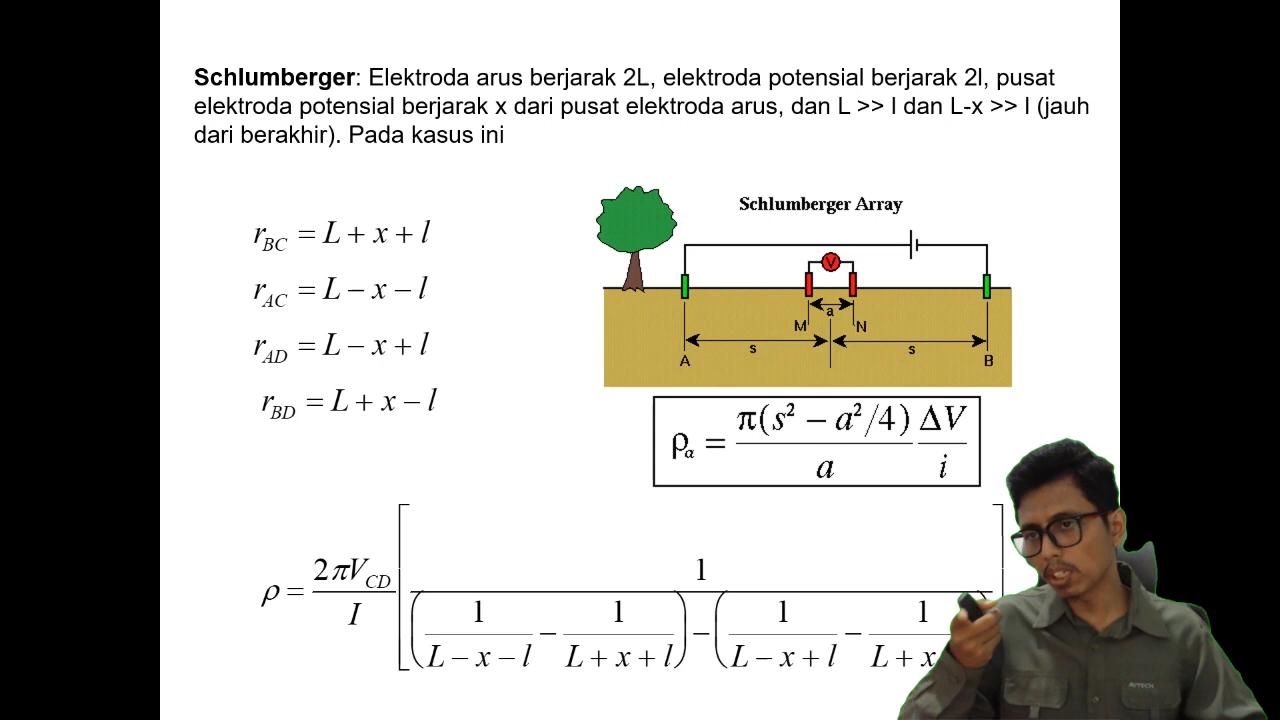 Schlumberger: Elektroda arus berjarak 2L, elektroda potensial berjarak 2l, pusat
elektroda potensial berjarak x dari pusat elektroda arus, dan L >> l dan L-x >> l (jauh
dari berakhir). Pada kasus ini
Schlumberger Array
V
a
M
N
s
s
A
B
r_BC = L + x + l
r_AC = L − x − l
r_AD = L − x + l
r_BD = L + x − l
ρ_a = π(s² − a²/4)/a ΔV/i
ρ = 2πV_CD/I [1/((1/(L − x − l) − 1/(L + x + l)) − (1/(L − x + l) − 1/(L + x